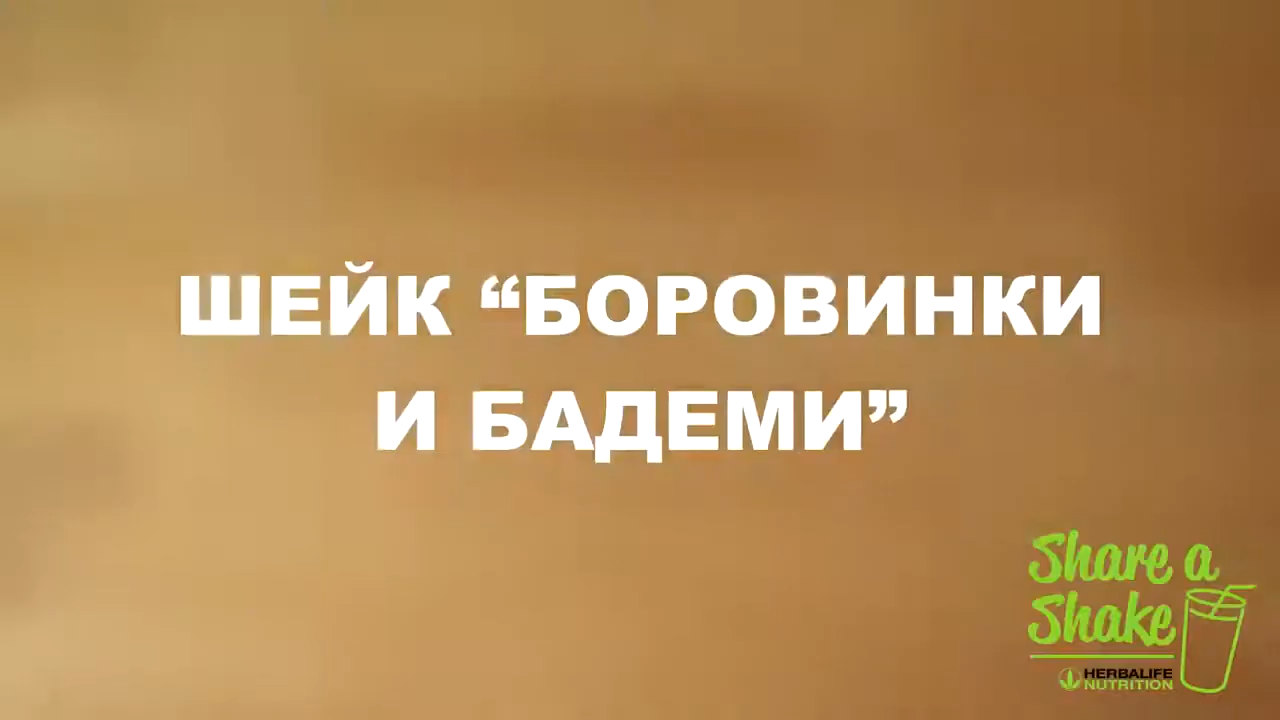 ШЕЙК “БОРОВИНКИ
И БАДЕМИ”
Share a
Shake
HERBALIFE
NUTRITION